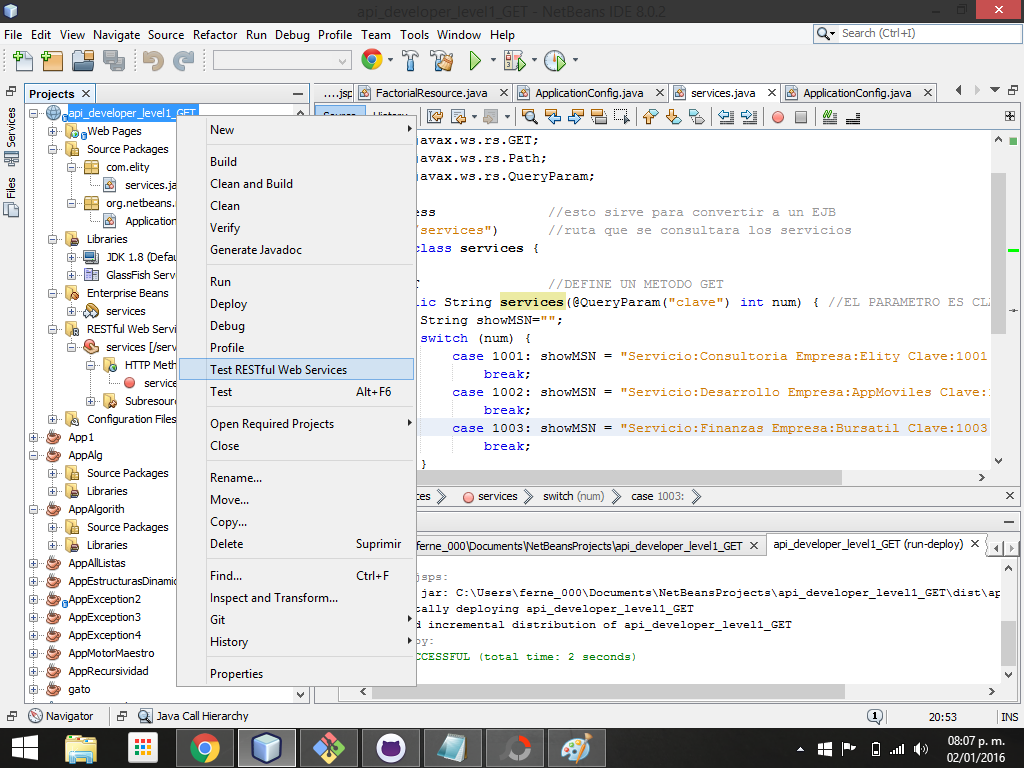 api_developer_level1_GET - NetBeans IDE 8.0.2
File Edit View Navigate Source Refactor Run Debug Profile Team Tools Window Help
Search (Ctrl+I)
Projects
Services
Files
api_developer_level1_GET
Web Pages
Source Packages
com.elity
services.ja
org.netbeans.
Application
Libraries
JDK 1.8 (Defau
GlassFish Serv
Enterprise Beans
services
RESTful Web Servi
services [/serv
HTTP Meth
service
Subresour
Configuration Files
App1
AppAlg
Source Packages
Libraries
AppAlgorith
Source Packages
Libraries
AppAllListas
AppEstructurasDinamic
AppException2
AppException3
AppException4
AppMotorMaestro
AppRecursividad
gato
New
Build
Clean and Build
Clean
Verify
Generate Javadoc
Run
Deploy
Debug
Profile
Test RESTful Web Services
Test Alt+F6
Open Required Projects
Close
Rename...
Move...
Copy...
Delete Suprimir
Find... Ctrl+F
Inspect and Transform...
Git
History
Properties
....jsp FactorialResource.java ApplicationConfig.java services.java ApplicationConfig.java
Source History
javax.ws.rs.GET;
javax.ws.rs.Path;
javax.ws.rs.QueryParam;
ess //esto sirve para convertir a un EJB
/services") //ruta que se consultara los servicios
class services {
//DEFINE UN METODO GET
lic String services(@QueryParam("clave") int num) { //EL PARAMETRO ES CL
String showMSN="";
switch (num) {
case 1001: showMSN = "Servicio:Consultoria Empresa:Elity Clave:1001
break;
case 1002: showMSN = "Servicio:Desarrollo Empresa:AppMoviles Clave:
break;
case 1003: showMSN = "Servicio:Finanzas Empresa:Bursatil Clave:1003
break;
}
ces services switch (num) case 1003:
ferne_000\Documents\NetBeansProjects\api_developer_level1_GET api_developer_level1_GET (run-deploy)
jsps:
jar: C:\Users\ferne_000\Documents\NetBeansProjects\api_developer_level1_GET\dist\ap
ally deploying api_developer_level1_GET
d incremental distribution of api_developer_level1_GET
oy:
CCESSFUL (total time: 2 seconds)
Navigator Java Call Hierarchy
1 20:53 INS
08:07 p. m.
02/01/2016